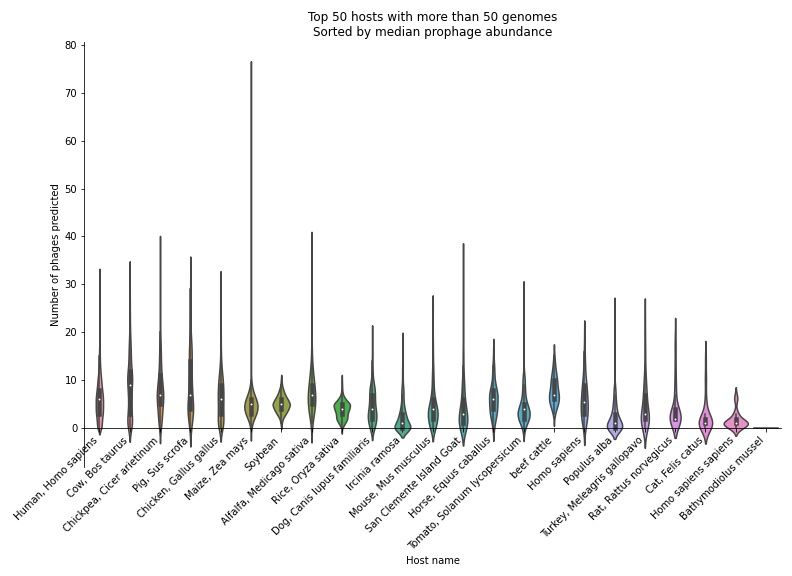 Top 50 hosts with more than 50 genomes
Sorted by median prophage abundance
80
70
60
50
40
30
20
10
0
Number of phages predicted
Human, Homo sapiens
Cow, Bos taurus
Chickpea, Cicer arietinum
Pig, Sus scrofa
Chicken, Gallus gallus
Maize, Zea mays
Soybean
Alfalfa, Medicago sativa
Rice, Oryza sativa
Dog, Canis lupus familiaris
Ircinia ramosa
Mouse, Mus musculus
San Clemente Island Goat
Horse, Equus caballus
Tomato, Solanum lycopersicum
beef cattle
Homo sapiens
Populus alba
Turkey, Meleagris gallopavo
Rat, Rattus norvegicus
Cat, Felis catus
Homo sapiens sapiens
Bathymodiolus mussel
Host name